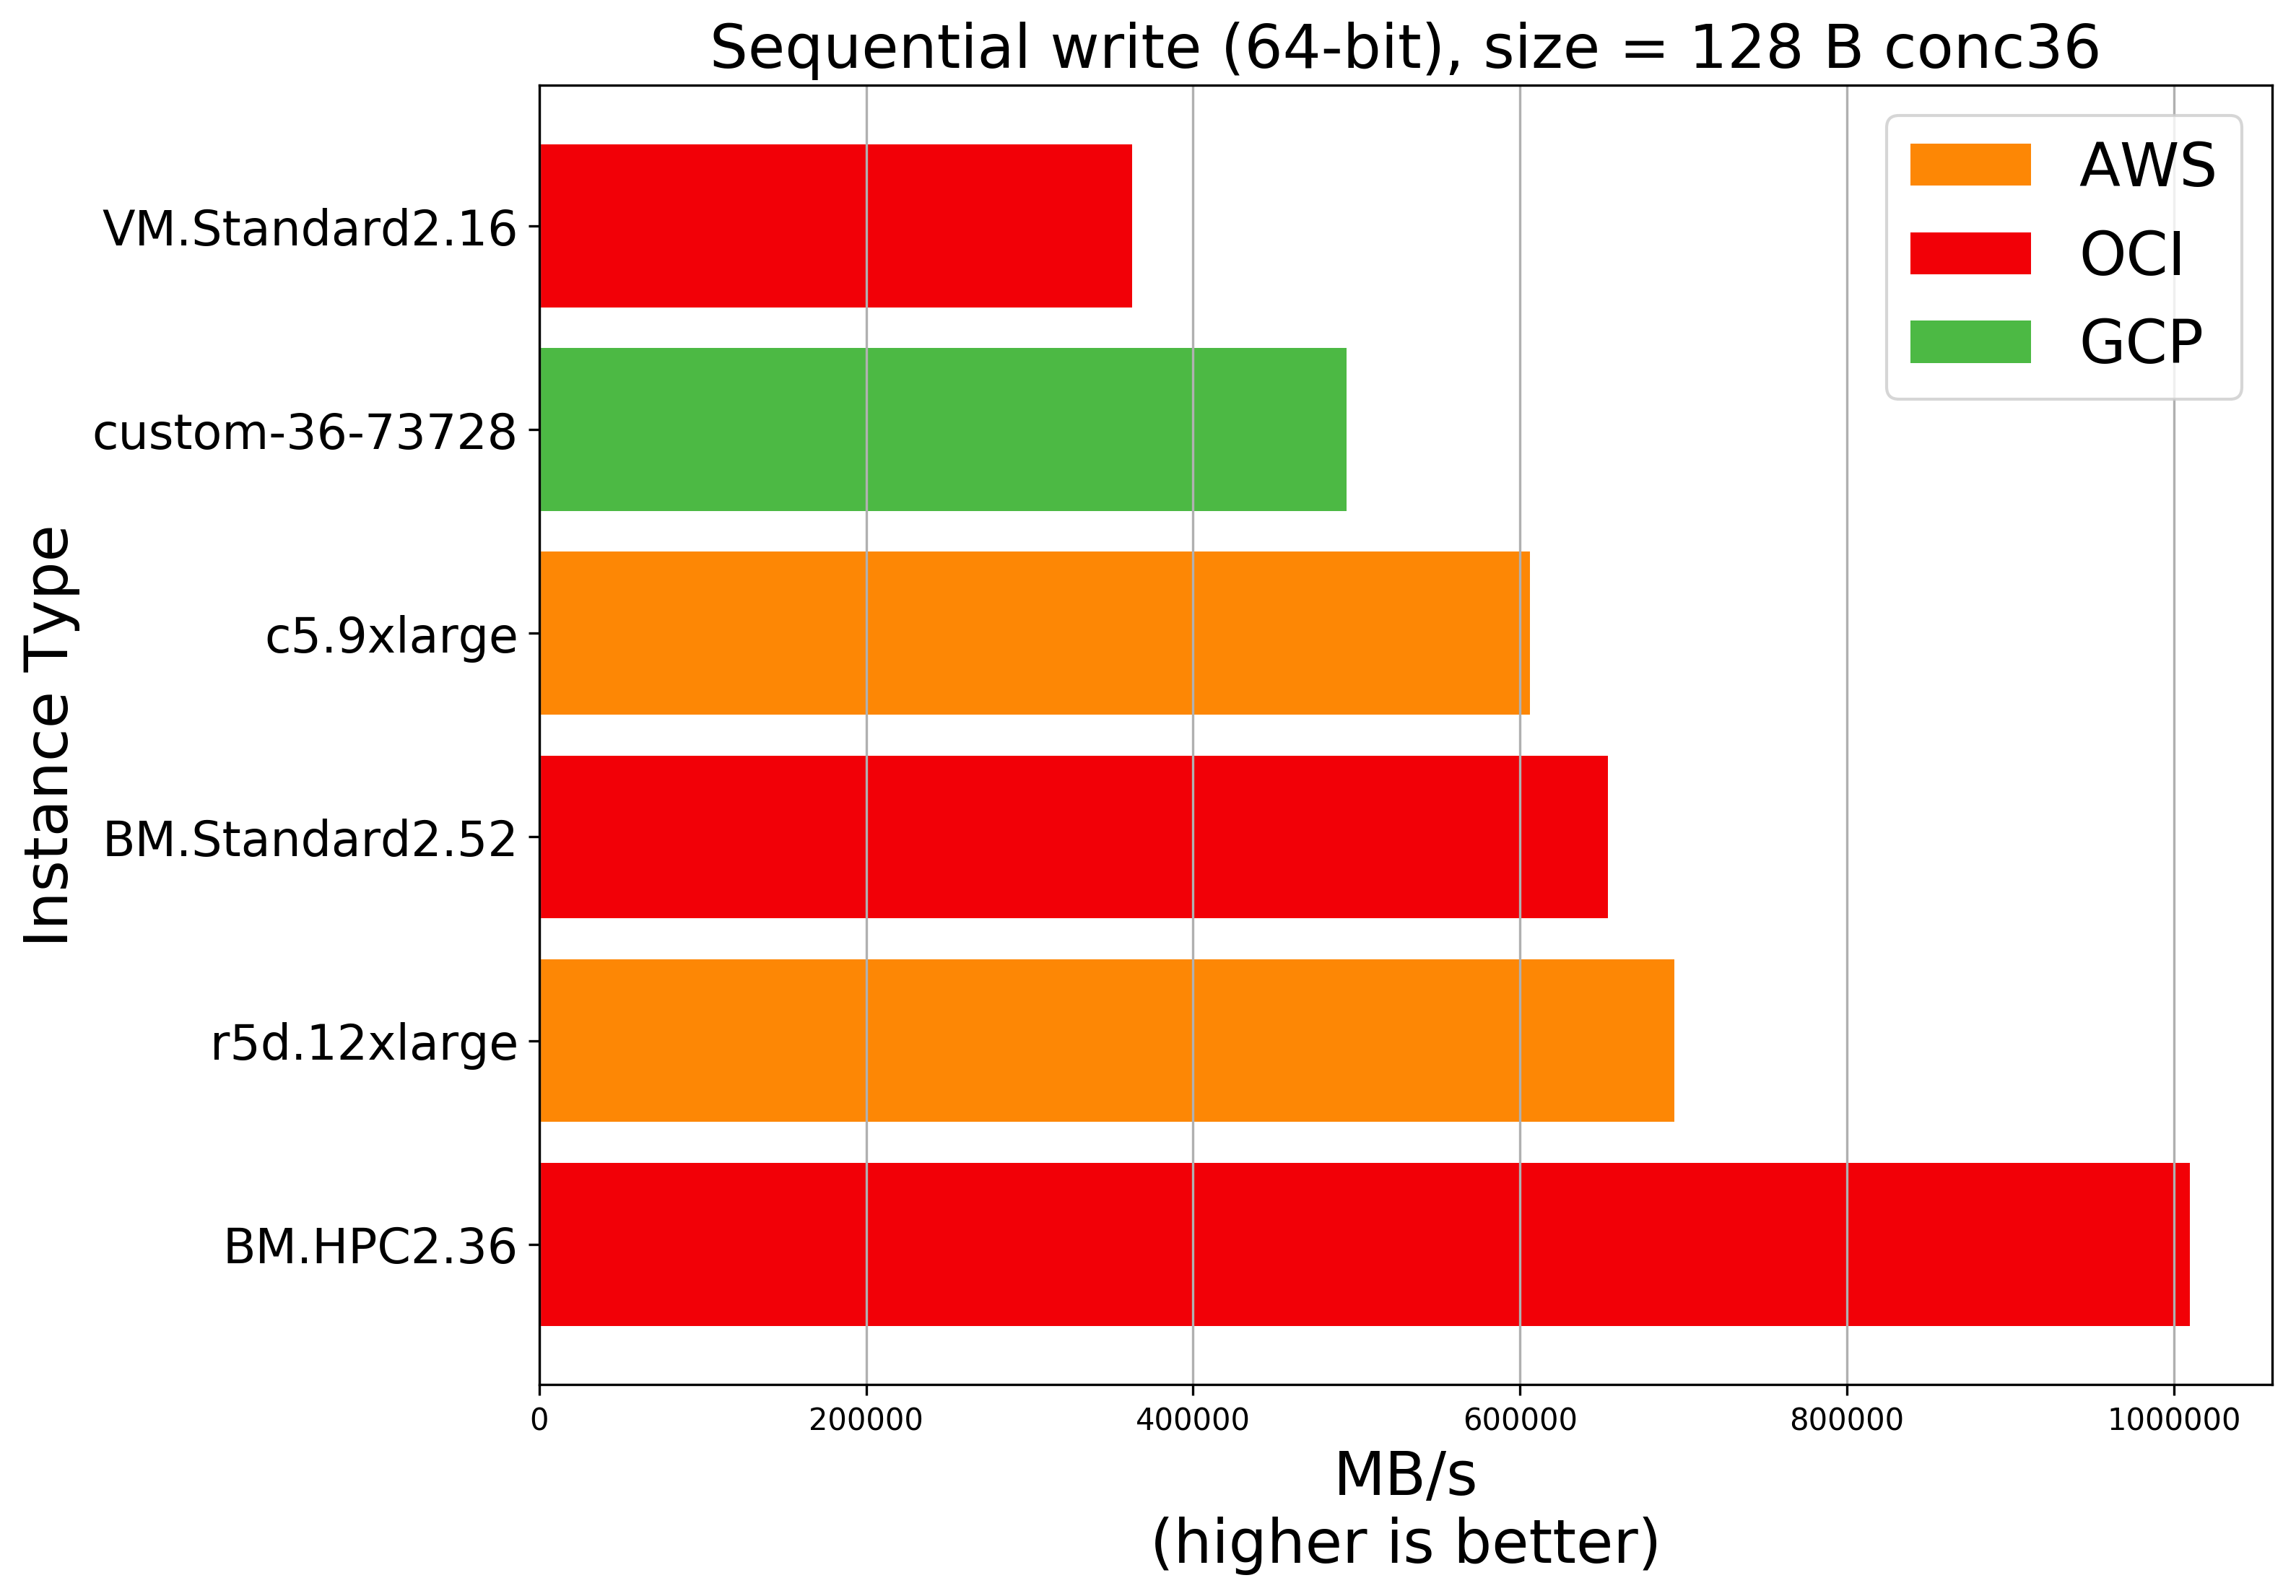 Sequential write (64-bit), size = 128 B conc36
AWS
OCI
GCP
Instance Type
VM.Standard2.16
custom-36-73728
c5.9xlarge
BM.Standard2.52
r5d.12xlarge
BM.HPC2.36
0 200000 400000 600000 800000 1000000
MB/s
(higher is better)